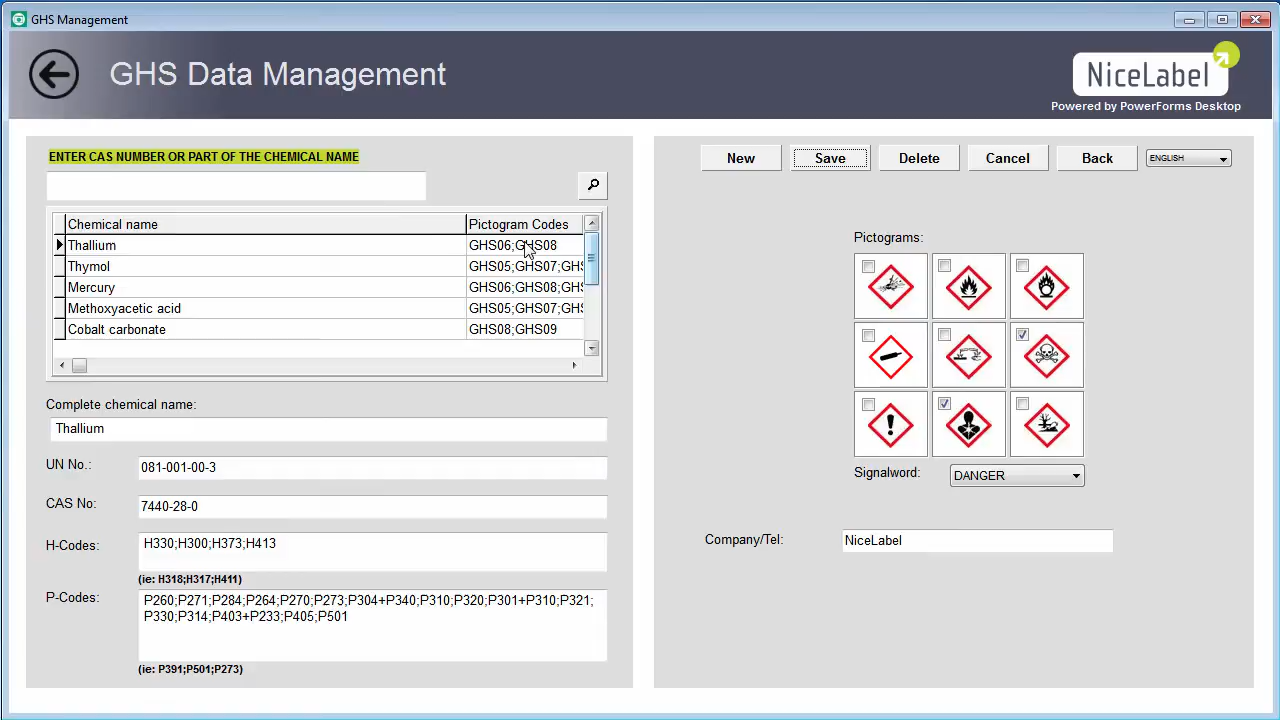 GHS Management
GHS Data Management
NiceLabel
Powered by PowerForms Desktop
ENTER CAS NUMBER OR PART OF THE CHEMICAL NAME
Chemical name Pictogram Codes
Thallium GHS06;GHS08
Thymol GHS05;GHS07;GHS
Mercury GHS06;GHS08;GHS
Methoxyacetic acid GHS05;GHS07;GHS
Cobalt carbonate GHS08;GHS09
Complete chemical name:
Thallium
UN No.: 081-001-00-3
CAS No: 7440-28-0
H-Codes: H330;H300;H373;H413
(ie: H318;H317;H411)
P-Codes: P260;P271;P284;P264;P270;P273;P304+P340;P310;P320;P301+P310;P321;
P330;P314;P403+P233;P405;P501
(ie: P391;P501;P273)
New Save Delete Cancel Back ENGLISH
Pictograms:
Signalword: DANGER
Company/Tel: NiceLabel